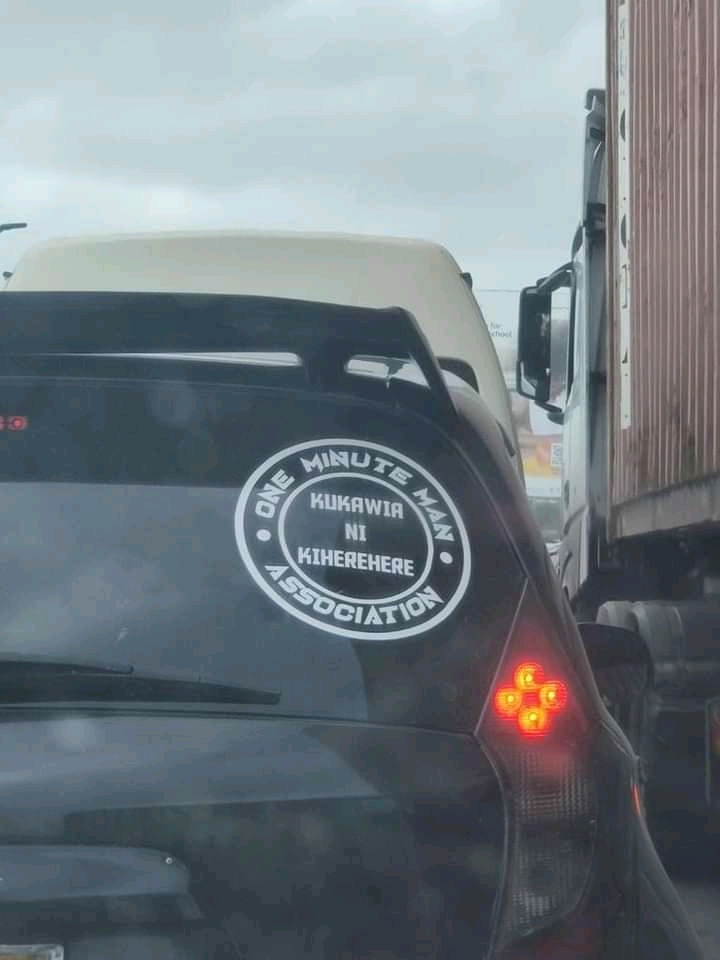 ONE MINUTE MAN
KUKAWIA
NI
KIHEREHERE
ASSOCIATION